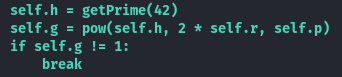 self.h = getPrime(42)
self.g = pow(self.h, 2 * self.r, self.p)
if self.g != 1:
    break